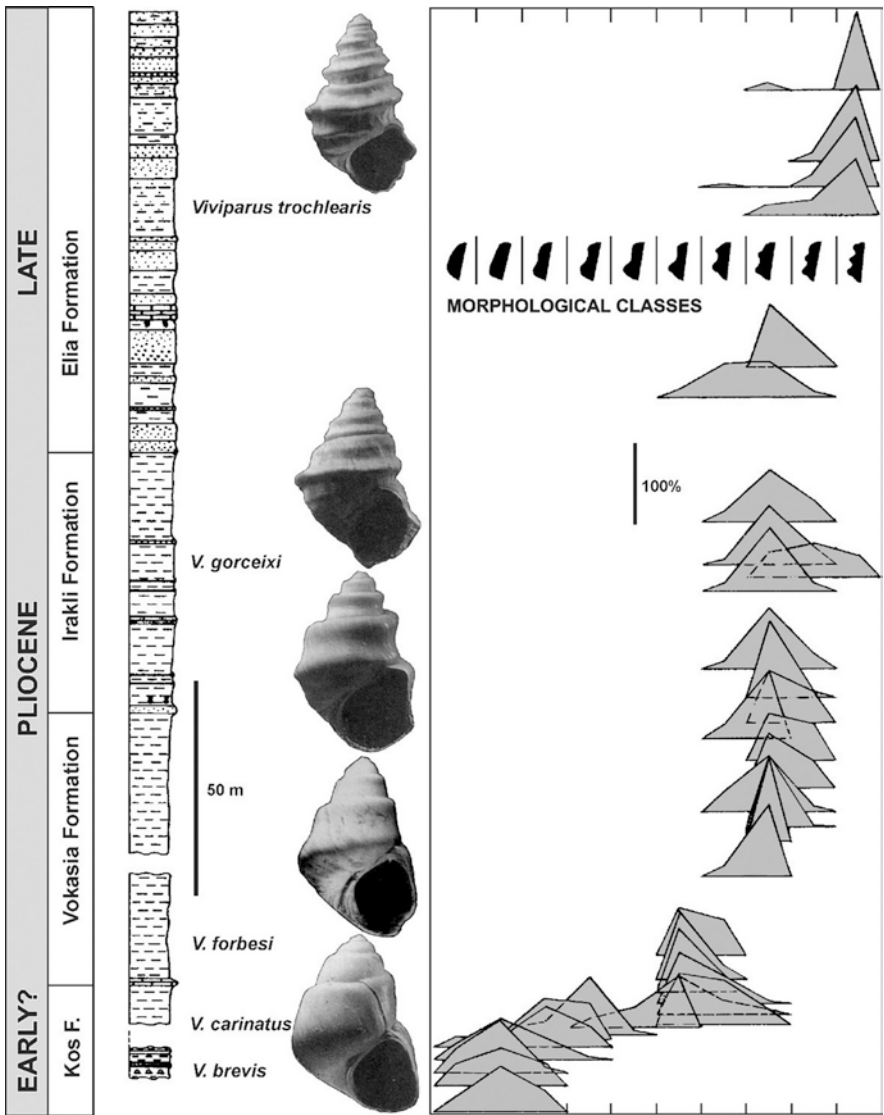 LATE
PLIOCENE
EARLY?
Elia Formation
Irakli Formation
Vokasia Formation
Kos F.
Viviparus trochlearis
V. gorceixi
50 m
V. forbesi
V. carinatus
V. brevis
MORPHOLOGICAL CLASSES
100%